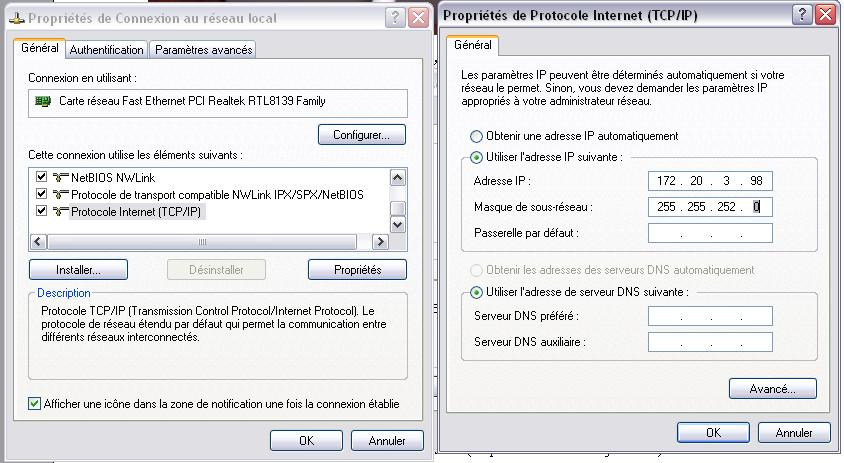 Propriétés de Connexion au réseau local
Général
Authentification
Paramètres avancés
Connexion en utilisant :
Carte réseau Fast Ethernet PCI Realtek RTL8139 Family
Configurer...
Cette connexion utilise les éléments suivants :
NetBIOS NWLink
Protocole de transport compatible NWLink IPX/SPX/NetBIOS
Protocole Internet (TCP/IP)
Installer...
Désinstaller
Propriétés
Description
Protocole TCP/IP (Transmission Control Protocol/Internet Protocol). Le
protocole de réseau étendu par défaut qui permet la communication entre
différents réseaux interconnectés.
Afficher une icône dans la zone de notification une fois la connexion établie
OK
Annuler
Propriétés de Protocole Internet (TCP/IP)
Général
Les paramètres IP peuvent être déterminés automatiquement si votre
réseau le permet. Sinon, vous devez demander les paramètres IP
appropriés à votre administrateur réseau.
Obtenir une adresse IP automatiquement
Utiliser l'adresse IP suivante :
Adresse IP : 172 . 20 . 3 . 98
Masque de sous-réseau : 255 . 255 . 252 . 0
Passerelle par défaut : . . .
Obtenir les adresses des serveurs DNS automatiquement
Utiliser l'adresse de serveur DNS suivante :
Serveur DNS préféré : . . .
Serveur DNS auxiliaire : . . .
Avancé...
OK
Annuler